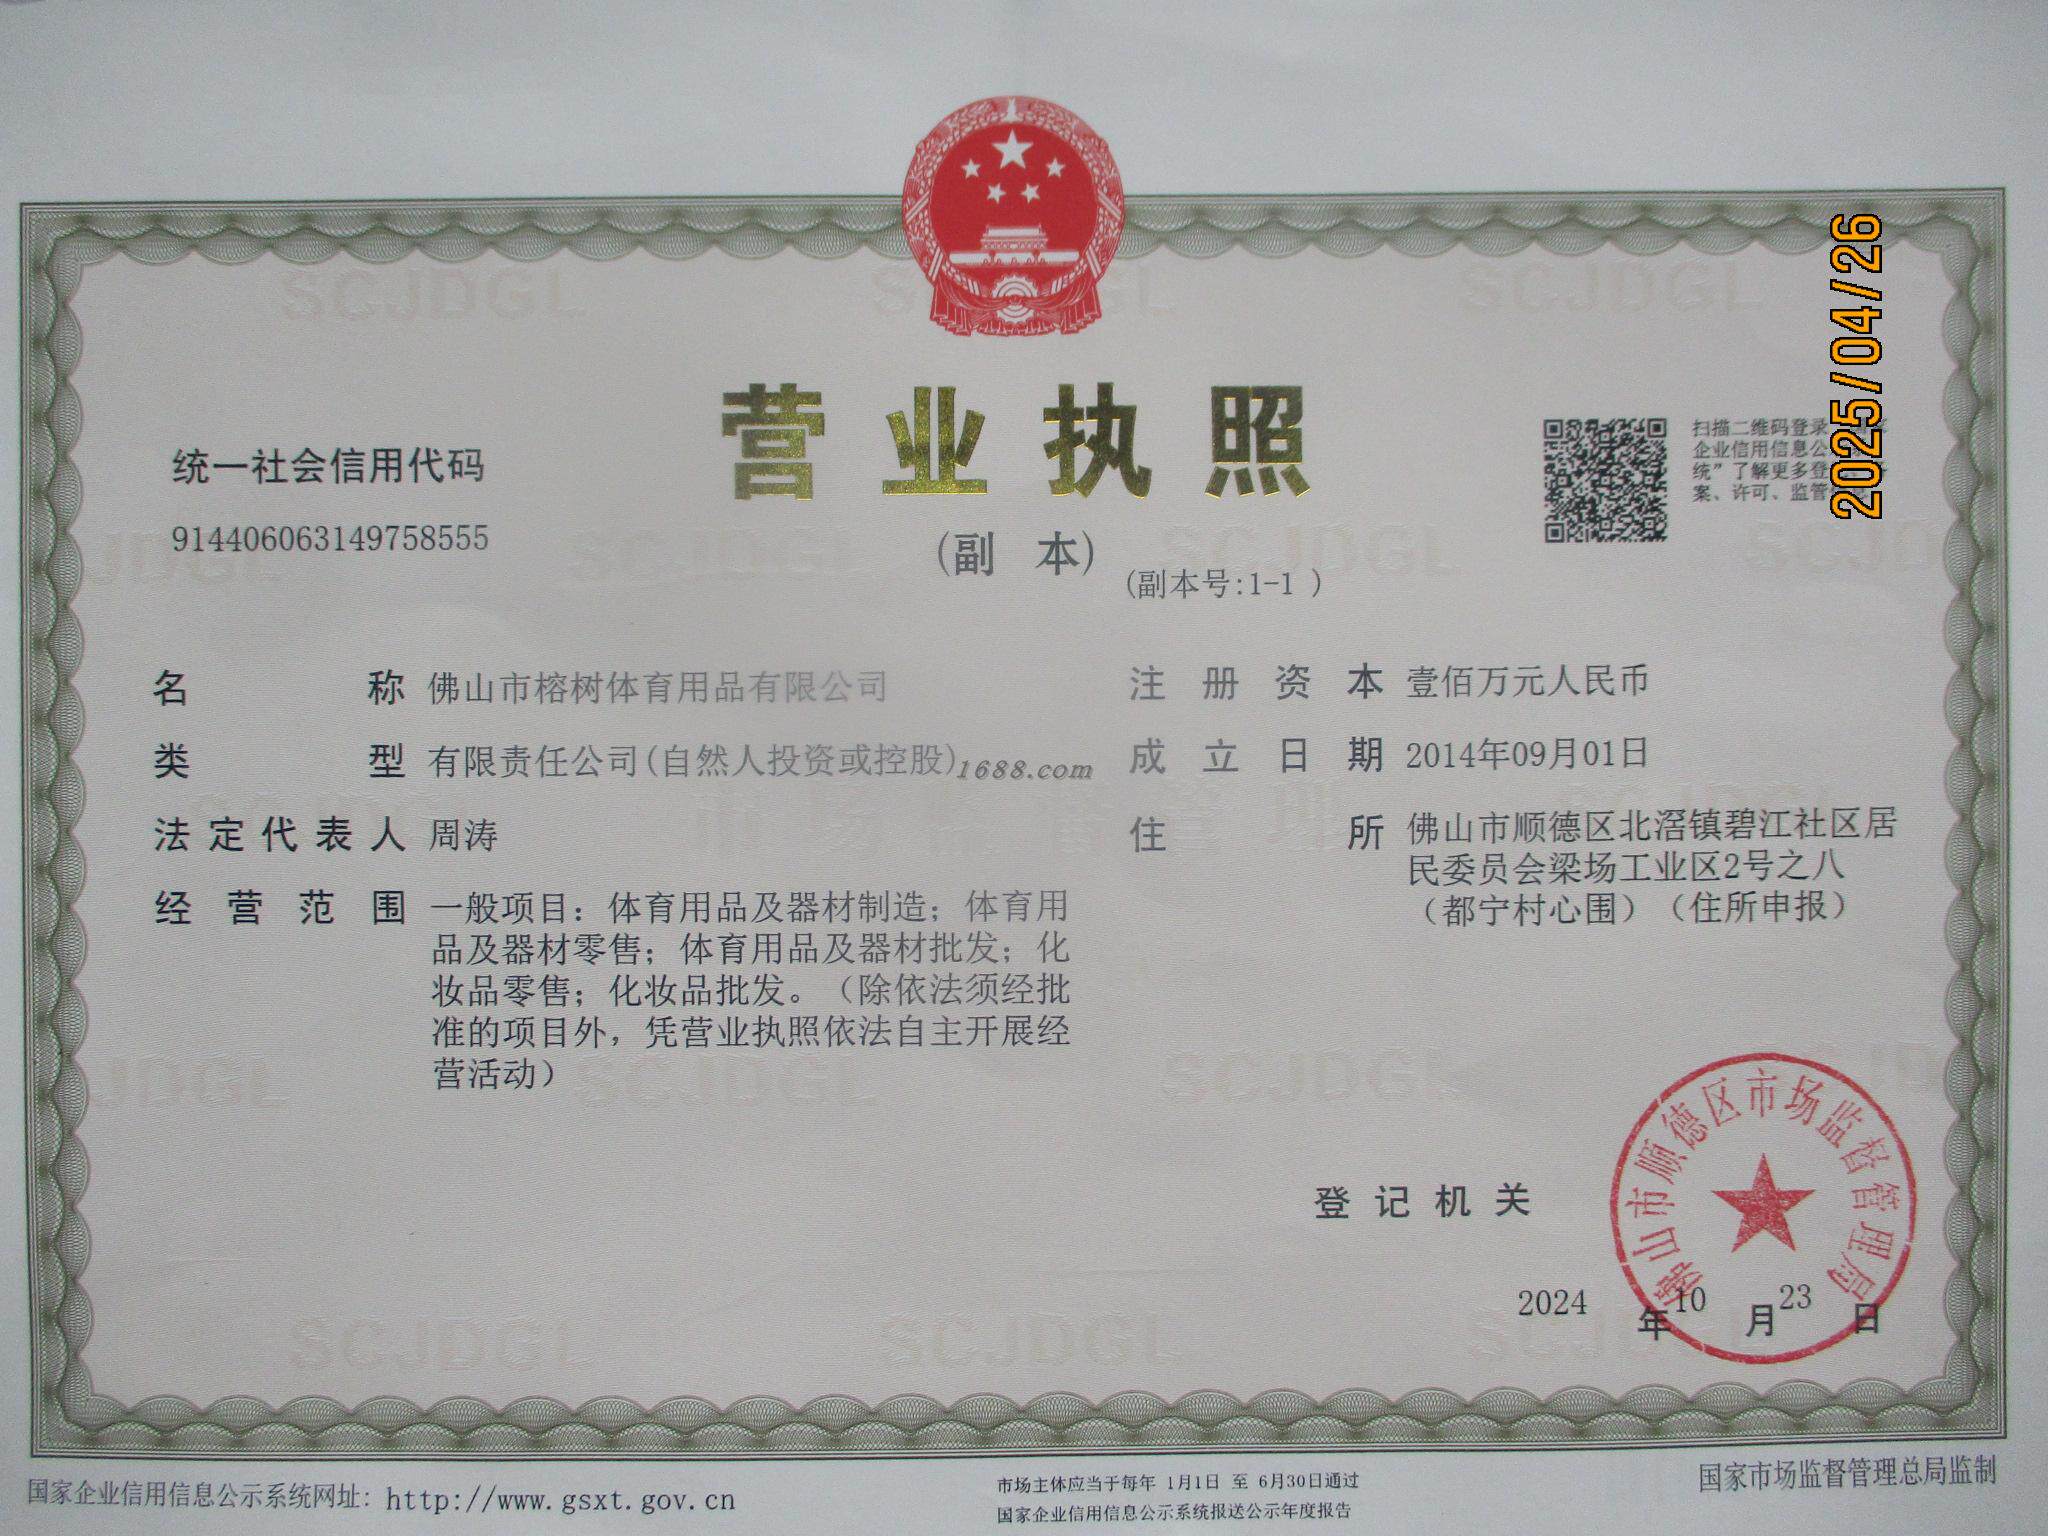 2025/04/26
营业执照
(副 本)
(副本号:1-1 )
统一社会信用代码
914406063149758555
扫描二维码登录
企业信用信息公
统”了解更多登
案、许可、监管
名 称 佛山市榕树体育用品有限公司
类 型 有限责任公司(自然人投资或控股)
1688.com
法定代表人 周涛
经营范围 一般项目：体育用品及器材制造；体育用
品及器材零售；体育用品及器材批发；化
妆品零售；化妆品批发。（除依法须经批
准的项目外，凭营业执照依法自主开展经
营活动）
注册资本 壹佰万元人民币
成立日期 2014年09月01日
住 所 佛山市顺德区北滘镇碧江社区居
民委员会梁场工业区2号之八
（都宁村心围）（住所申报）
登记机关
佛山市顺德区市场监督管理局
2024 年 10 月 23 日
国家企业信用信息公示系统网址: http://www.gsxt.gov.cn
市场主体应当于每年 1月1日 至 6月30日通过
国家企业信用信息公示系统报送公示年度报告
国家市场监督管理总局监制
SCJDGL